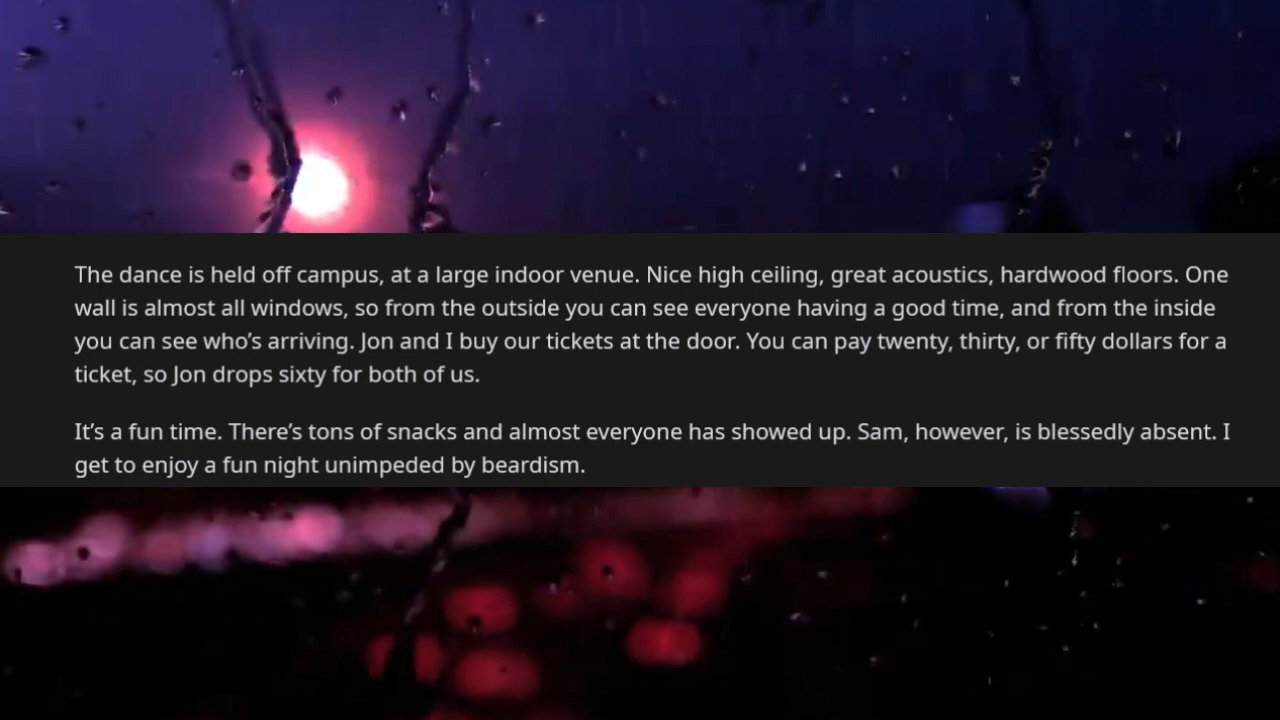 The dance is held off campus, at a large indoor venue. Nice high ceiling, great acoustics, hardwood floors. One
wall is almost all windows, so from the outside you can see everyone having a good time, and from the inside
you can see who’s arriving. Jon and I buy our tickets at the door. You can pay twenty, thirty, or fifty dollars for a
ticket, so Jon drops sixty for both of us.
It’s a fun time. There’s tons of snacks and almost everyone has showed up. Sam, however, is blessedly absent. I
get to enjoy a fun night unimpeded by beardism.